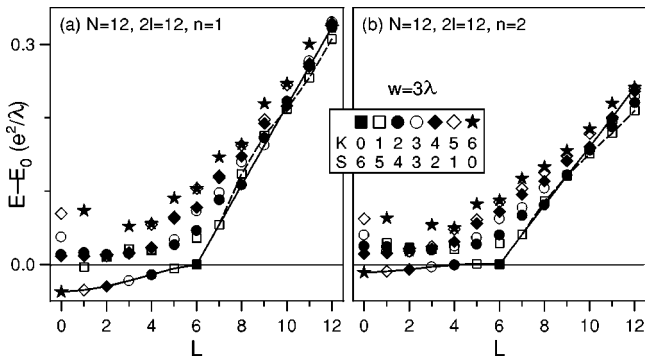 (a) N=12, 2l=12, n=1
(b) N=12, 2l=12, n=2
w=3λ
K 0 1 2 3 4 5 6
S 6 5 4 3 2 1 0
E−E₀ (e²/λ)
0.3
0.0
0 2 4 6 8 10 12
0 2 4 6 8 10 12
L
L